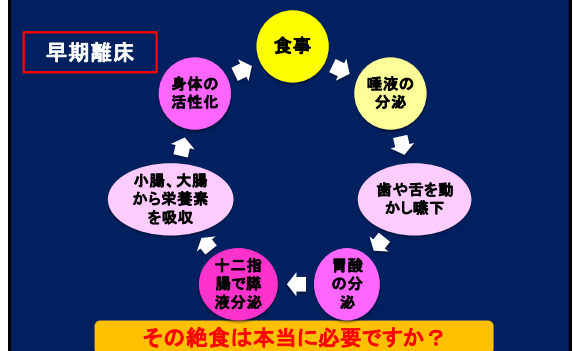 早期離床
食事
唾液の
分泌
歯や舌を動
かし嚥下
胃酸
の分
泌
十二指
腸で膵
液分泌
小腸、大腸
から栄養素
を吸収
身体の
活性化
その絶食は本当に必要ですか？